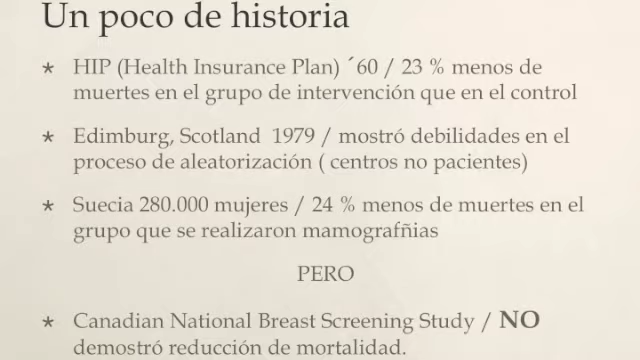 Un poco de historia
* HIP (Health Insurance Plan) ´60 / 23 % menos de
muertes en el grupo de intervención que en el control
* Edimburg, Scotland 1979 / mostró debilidades en el
proceso de aleatorización ( centros no pacientes)
* Suecia 280.000 mujeres / 24 % menos de muertes en el
grupo que se realizaron mamografñias
PERO
* Canadian National Breast Screening Study / NO
demostró reducción de mortalidad.